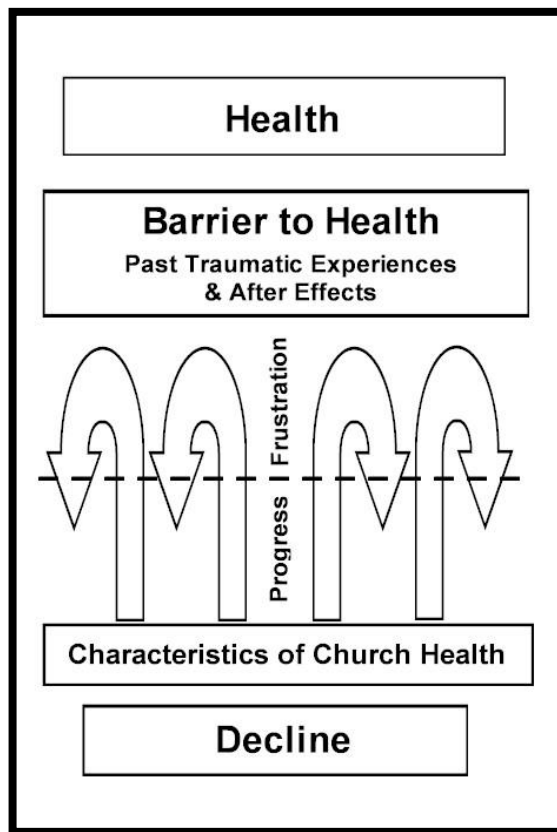 Health
Barrier to Health
Past Traumatic Experiences
& After Effects
Frustration
Progress
Characteristics of Church Health
Decline